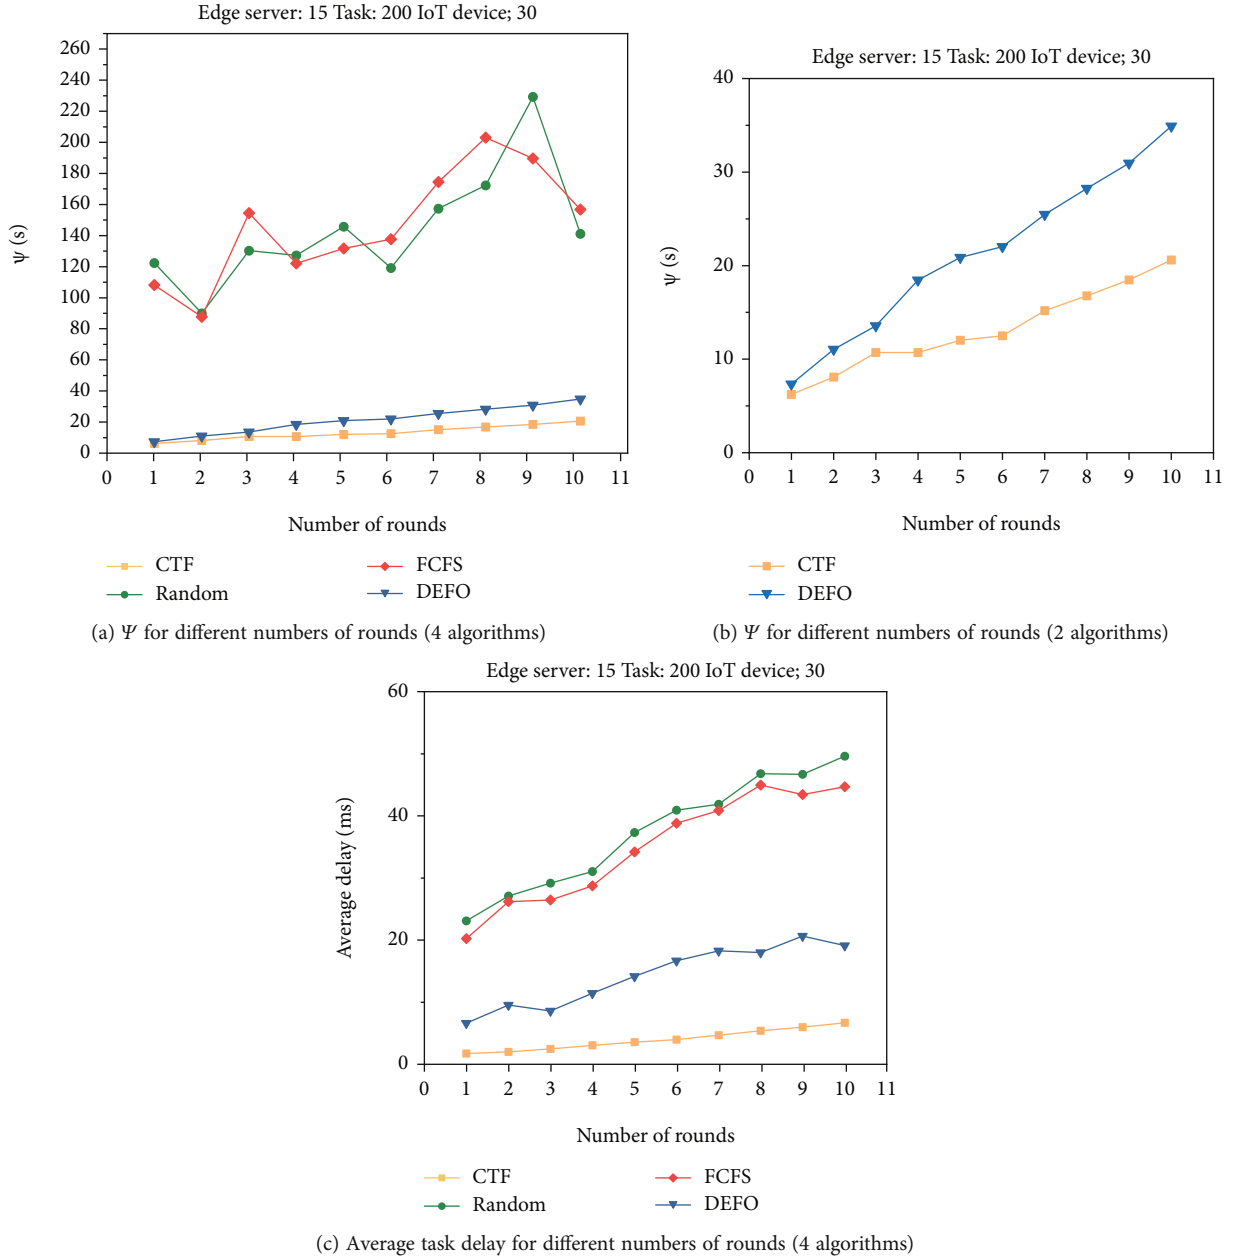 Edge server: 15 Task: 200 IoT device; 30
260
240
220
200
180
160
140
120
100
80
60
40
20
0
ψ (s)
0 1 2 3 4 5 6 7 8 9 10 11
Number of rounds
CTF FCFS
Random DEFO
(a) Ψ for different numbers of rounds (4 algorithms)
Edge server: 15 Task: 200 IoT device; 30
40
30
20
10
0
ψ (s)
0 1 2 3 4 5 6 7 8 9 10 11
Number of rounds
CTF
DEFO
(b) Ψ for different numbers of rounds (2 algorithms)
Edge server: 15 Task: 200 IoT device; 30
60
40
20
0
Average delay (ms)
0 1 2 3 4 5 6 7 8 9 10 11
Number of rounds
CTF FCFS
Random DEFO
(c) Average task delay for different numbers of rounds (4 algorithms)